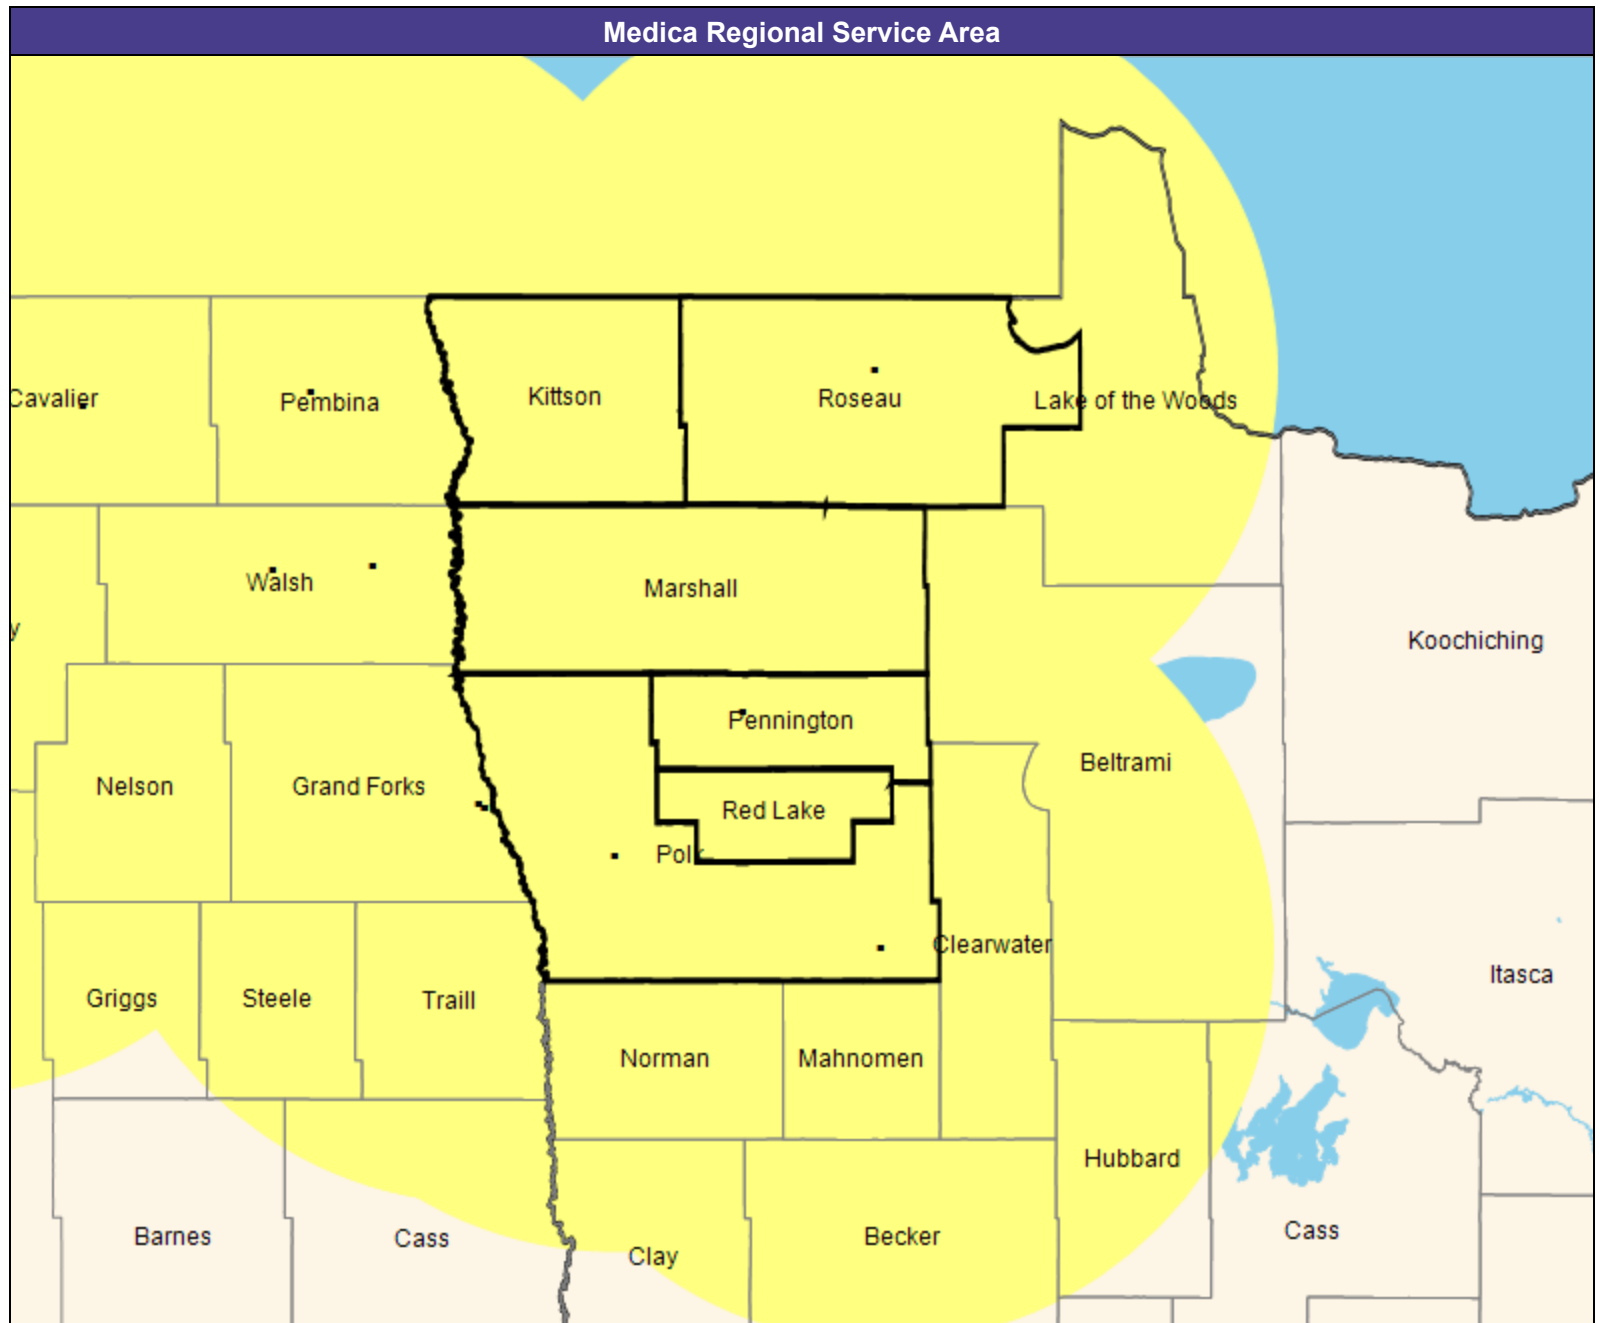 Medica Regional Service Area
Cavalier
Pembina
Kittson
Roseau
Lake of the Woods
Walsh
Marshall
y
Koochiching
Pennington
Nelson
Grand Forks
Red Lake
Beltrami
Polk
Clearwater
Griggs
Steele
Traill
Itasca
Norman
Mahnomen
Hubbard
Barnes
Cass
Clay
Becker
Cass